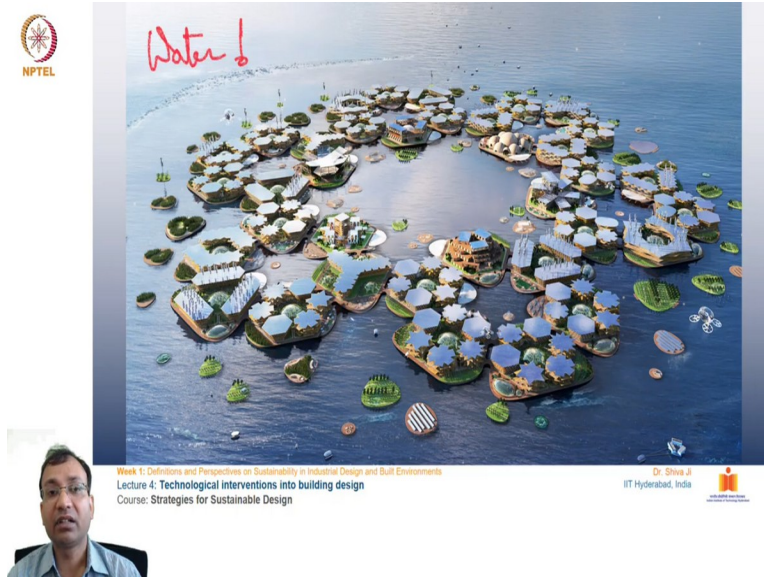 Water!
NPTEL
Week 1: Definitions and Perspectives on Sustainability in Industrial Design and Built Environments
Dr. Shiva Ji
Lecture 4: Technological interventions into building design
IIT Hyderabad, India
Course: Strategies for Sustainable Design